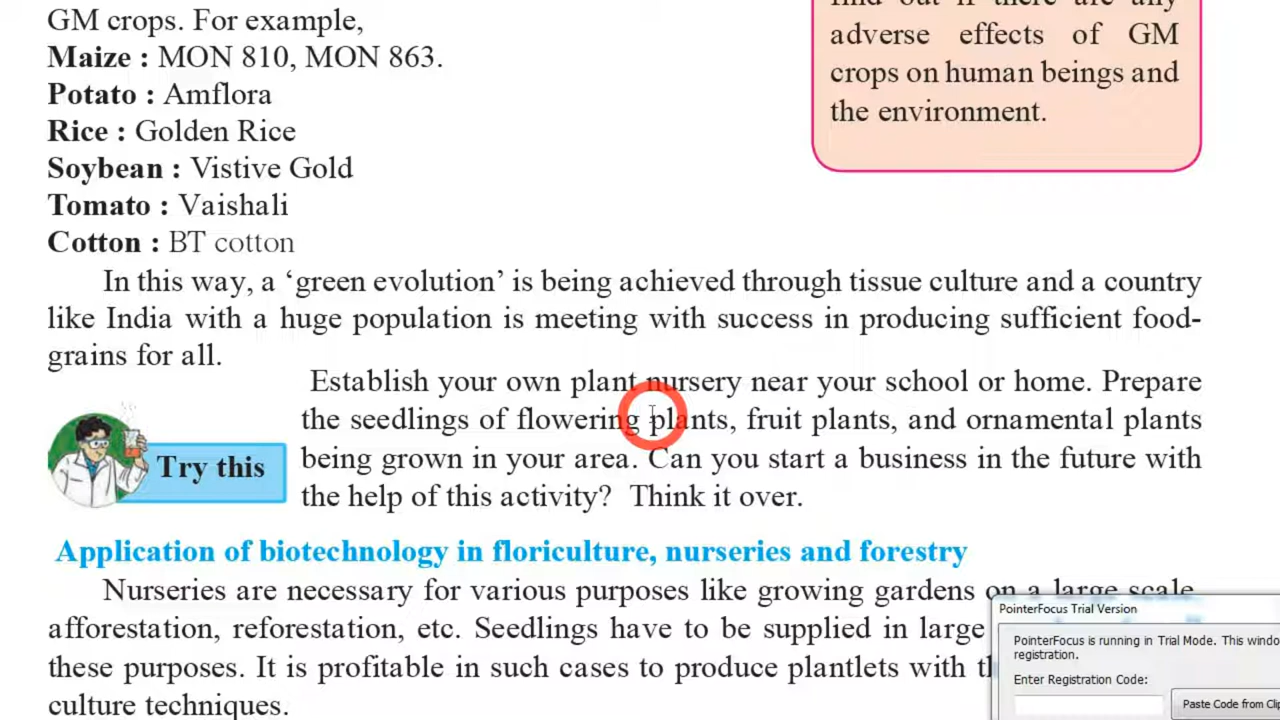 GM crops. For example,
Maize : MON 810, MON 863.
Potato : Amflora
Rice : Golden Rice
Soybean : Vistive Gold
Tomato : Vaishali
Cotton : BT cotton
find out if there are any
adverse effects of GM
crops on human beings and
the environment.
In this way, a ‘green evolution’ is being achieved through tissue culture and a country
like India with a huge population is meeting with success in producing sufficient food-
grains for all.
Establish your own plant nursery near your school or home. Prepare
the seedlings of flowering plants, fruit plants, and ornamental plants
being grown in your area. Can you start a business in the future with
the help of this activity? Think it over.
Try this
Application of biotechnology in floriculture, nurseries and forestry
Nurseries are necessary for various purposes like growing gardens on a large scale,
afforestation, reforestation, etc. Seedlings have to be supplied in large
these purposes. It is profitable in such cases to produce plantlets with
culture techniques.
PointerFocus Trial Version
PointerFocus is running in Trial Mode. This
registration.
Enter Registration Code:
Paste Code from